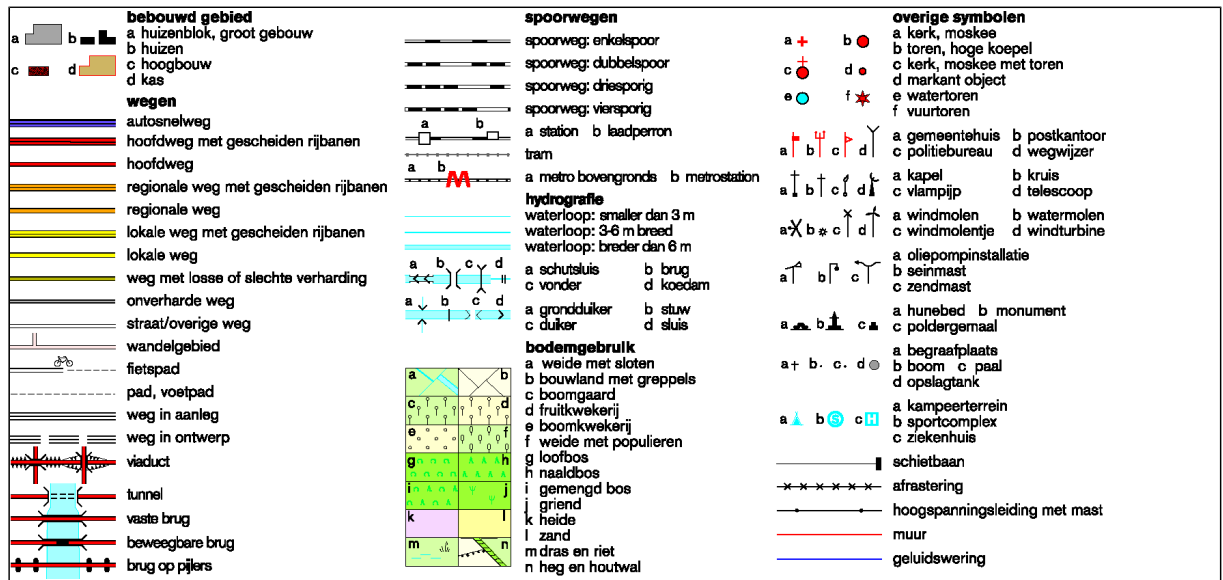 bebouwd gebied
a b
a huizenblok, groot gebouw
b huizen
c d
c hoogbouw
d kas
wegen
autosnelweg
hoofdweg met gescheiden rijbanen
hoofdweg
regionale weg met gescheiden rijbanen
regionale weg
lokale weg met gescheiden rijbanen
lokale weg
weg met losse of slechte verharding
onverharde weg
straat/overige weg
wandelgebied
fietspad
pad, voetpad
weg in aanleg
weg in ontwerp
viaduct
tunnel
vaste brug
beweegbare brug
brug op pijlers
spoorwegen
spoorweg: enkelspoor
spoorweg: dubbelspoor
spoorweg: driesporig
spoorweg: viersporig
a b
a station b laadperron
tram
a b
a metro bovengronds b metrostation
hydrografie
waterloop: smaller dan 3 m
waterloop: 3-6 m breed
waterloop: breder dan 6 m
a b c d
a schutsluis b brug
c vonder d koedam
a b c d
a grondduiker b stuw
c duiker d sluis
bodemgebruik
a b
c d
e f
g h
i j
k l
m n
a weide met sloten
b bouwland met greppels
c boomgaard
d fruitkwekerij
e boomkwekerij
f weide met populieren
g loofbos
h naaldbos
i gemengd bos
j griend
k heide
l zand
m dras en riet
n heg en houtwal
overige symbolen
a b
a kerk, moskee
b toren, hoge koepel
c d
c kerk, moskee met toren
d markant object
e f
e watertoren
f vuurtoren
a b c d
a gemeentehuis b postkantoor
c politiebureau d wegwijzer
a b c d
a kapel b kruis
c vlampijp d telescoop
a b c d
a windmolen b watermolen
c windmolentje d windturbine
a b c
a oliepompinstallatie
b seinmast
c zendmast
a b c
a hunebed b monument
c poldergemaal
a b c d
a begraafplaats
b boom c paal
d opslagtank
a b S c H
a kampeerterrein
b sportcomplex
c ziekenhuis
schietbaan
afrastering
hoogspanningsleiding met mast
muur
geluidswering